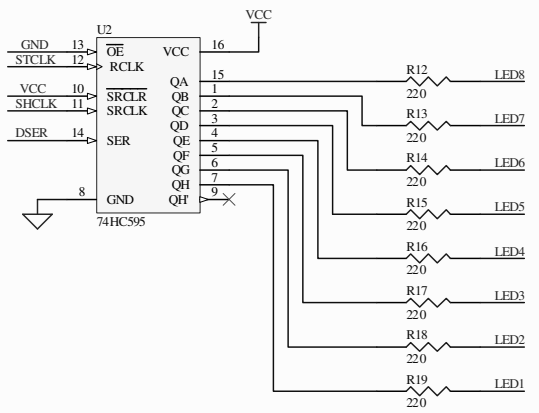 VCC
U2
GND 13 OE VCC 16
STCLK 12 RCLK
QA 15 R12 LED8
220
VCC 10 SRCLR QB 1
SHCLK 11 SRCLK QC 2
R13 LED7
220
QD 3
DSER 14 SER QE 4
QF 5
R14 LED6
220
QG 6
QH 7
8 GND QH' 9
R15 LED5
220
74HC595
R16 LED4
220
R17 LED3
220
R18 LED2
220
R19 LED1
220